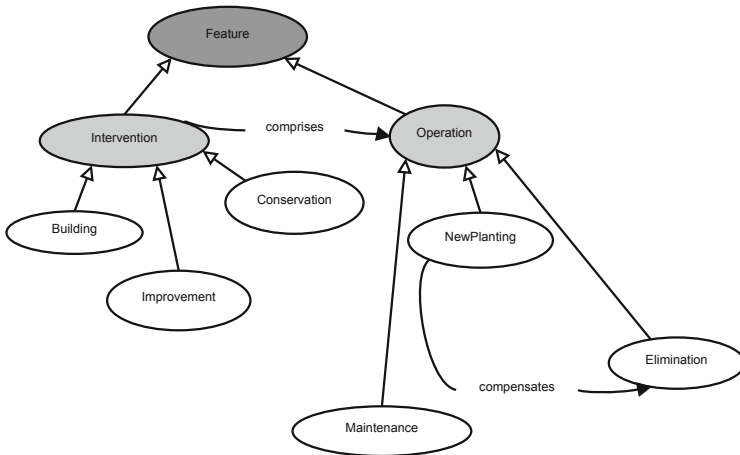 Feature
Intervention
comprises
Operation
Conservation
Building
NewPlanting
Improvement
Elimination
compensates
Maintenance